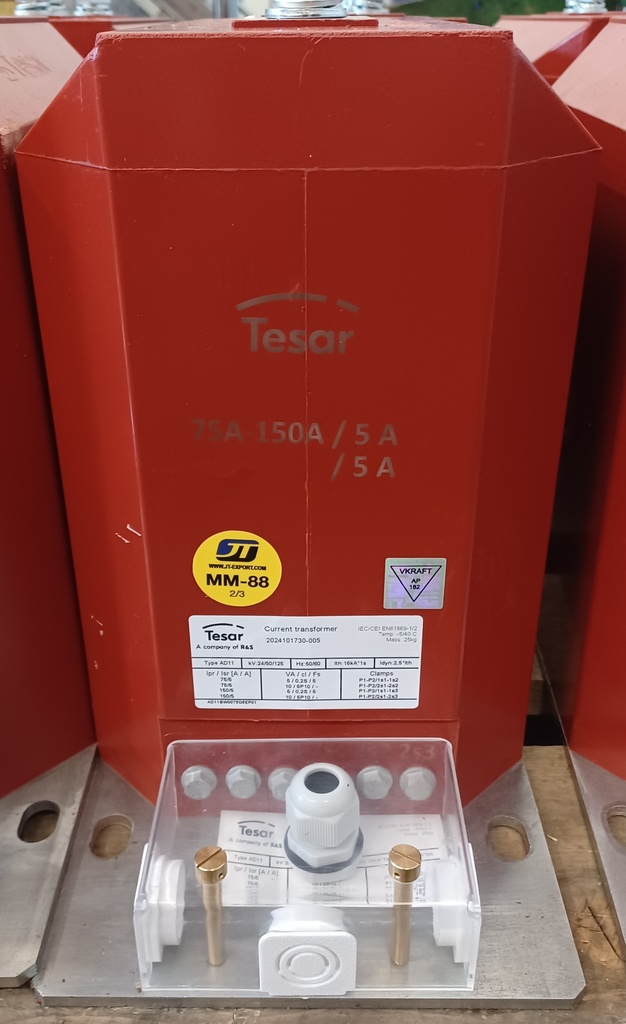 Tesar
75A-150A / 5 A
/ 5 A
JT
WWW.JT-EXPORT.COM
MM-88
2/3
VKRAFT
AP
182
Tesar
A company of R&S
Current transformer
2024101730-005
IEC/CEI EN61869-1/2
Temp: -5/40 C
Mass: 25kg
Type AD11 kV:24/50/125 Hz:50/60 Ith:16kA*1s Idyn:2,5*Ith
Ipr / Isr [A / A] VA / cl / Fs Clamps
75/5 5 / 0,2S / 5 P1-P2/1s1-1s2
75/5 10 / 5P10 / - P1-P2/2s1-2s2
150/5 5 / 0,2S / 5 P1-P2/1s1-1s3
150/5 10 / 5P10 / - P1-P2/2s1-2s3
2s3
Tesar
A company of R&S
Type AD11
Ipr / Isr [A / A]